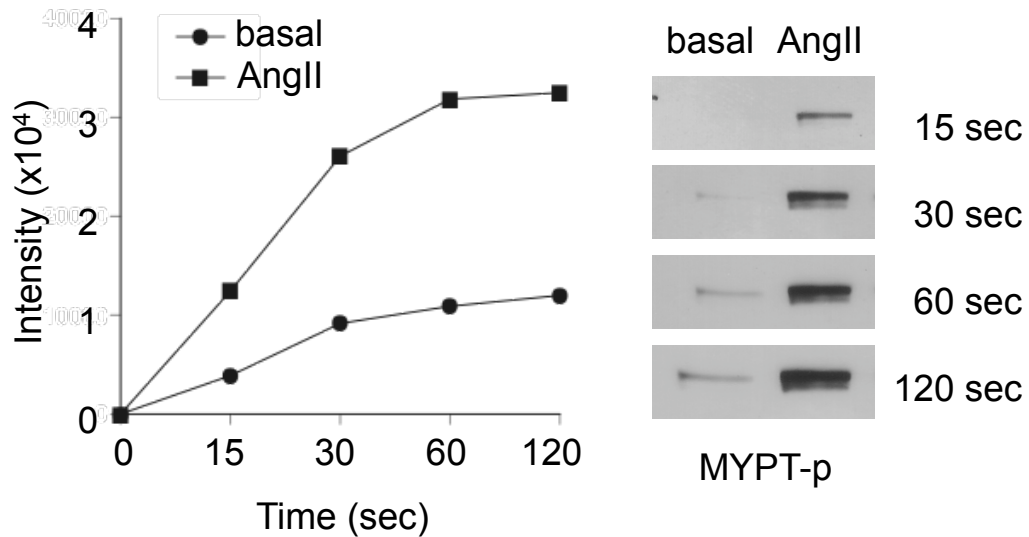 basal
AngII
4
3
2
1
0
Intensity (x10⁴)
0 15 30 60 120
Time (sec)
basal AngII
15 sec
30 sec
60 sec
120 sec
MYPT-p